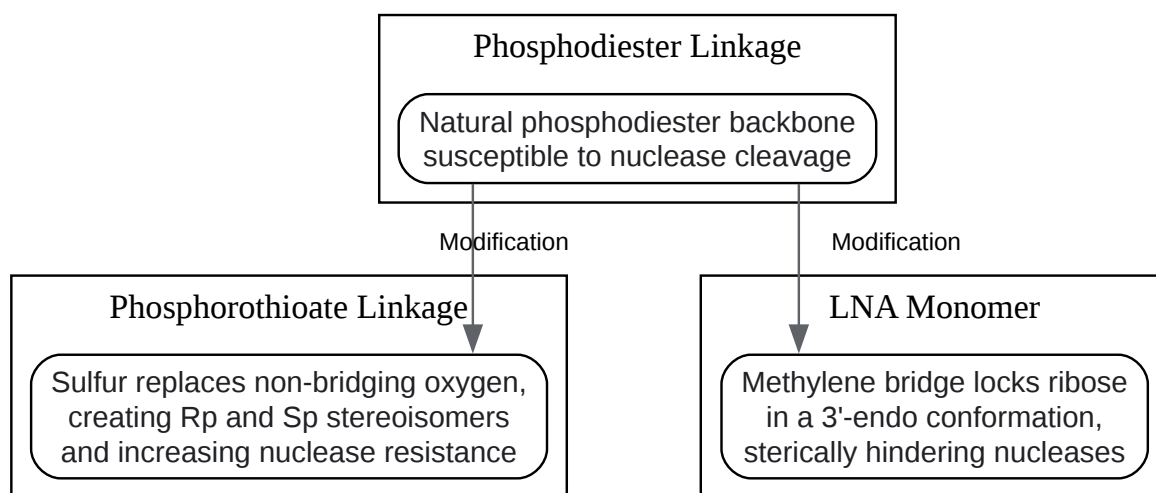 Phosphodiester Linkage
Natural phosphodiester backbone
susceptible to nuclease cleavage
Modification
Modification
Phosphorothioate Linkage
Sulfur replaces non-bridging oxygen,
creating Rp and Sp stereoisomers
and increasing nuclease resistance
LNA Monomer
Methylene bridge locks ribose
in a 3'-endo conformation,
sterically hindering nucleases